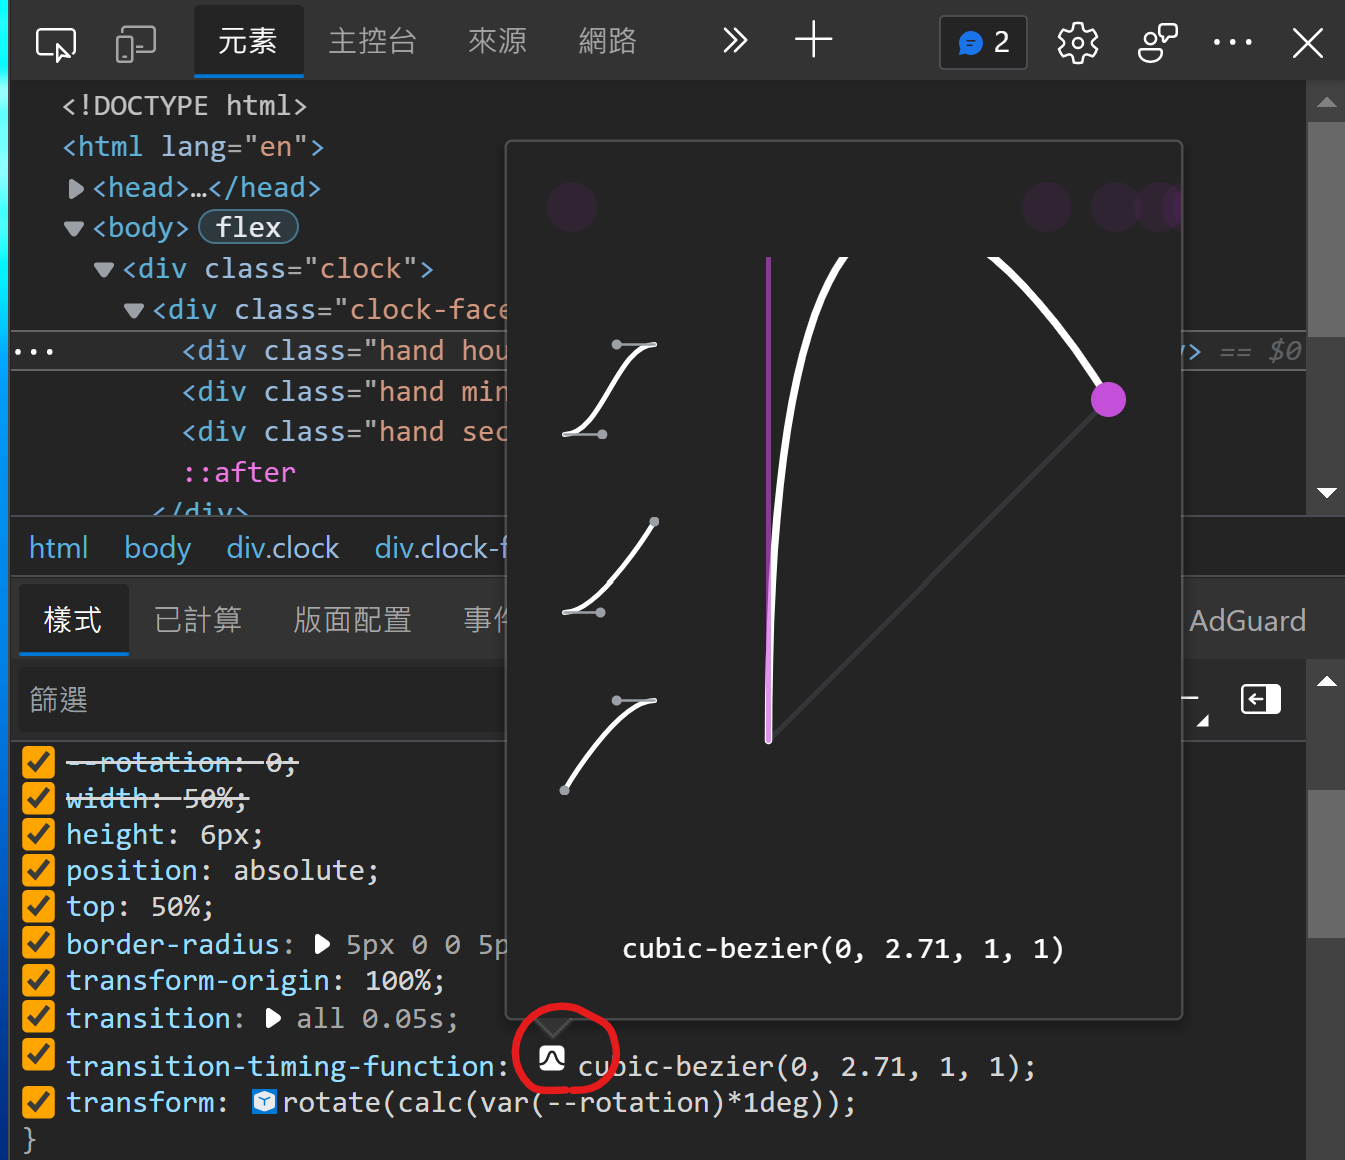 元素 主控台 來源 網路 2
<!DOCTYPE html>
<html lang="en">
<head>…</head>
<body> flex
<div class="clock">
<div class="clock-face
<div class="hand hou > == $0
<div class="hand min
<div class="hand sec
::after
</div>
html body div.clock div.clock-f
樣式 已計算 版面配置 事件 AdGuard
篩選
--rotation: 0;
width: 50%;
height: 6px;
position: absolute;
top: 50%;
border-radius: 5px 0 0 5p
transform-origin: 100%;
transition: all 0.05s;
transition-timing-function: cubic-bezier(0, 2.71, 1, 1);
transform: rotate(calc(var(--rotation)*1deg));
}
cubic-bezier(0, 2.71, 1, 1)